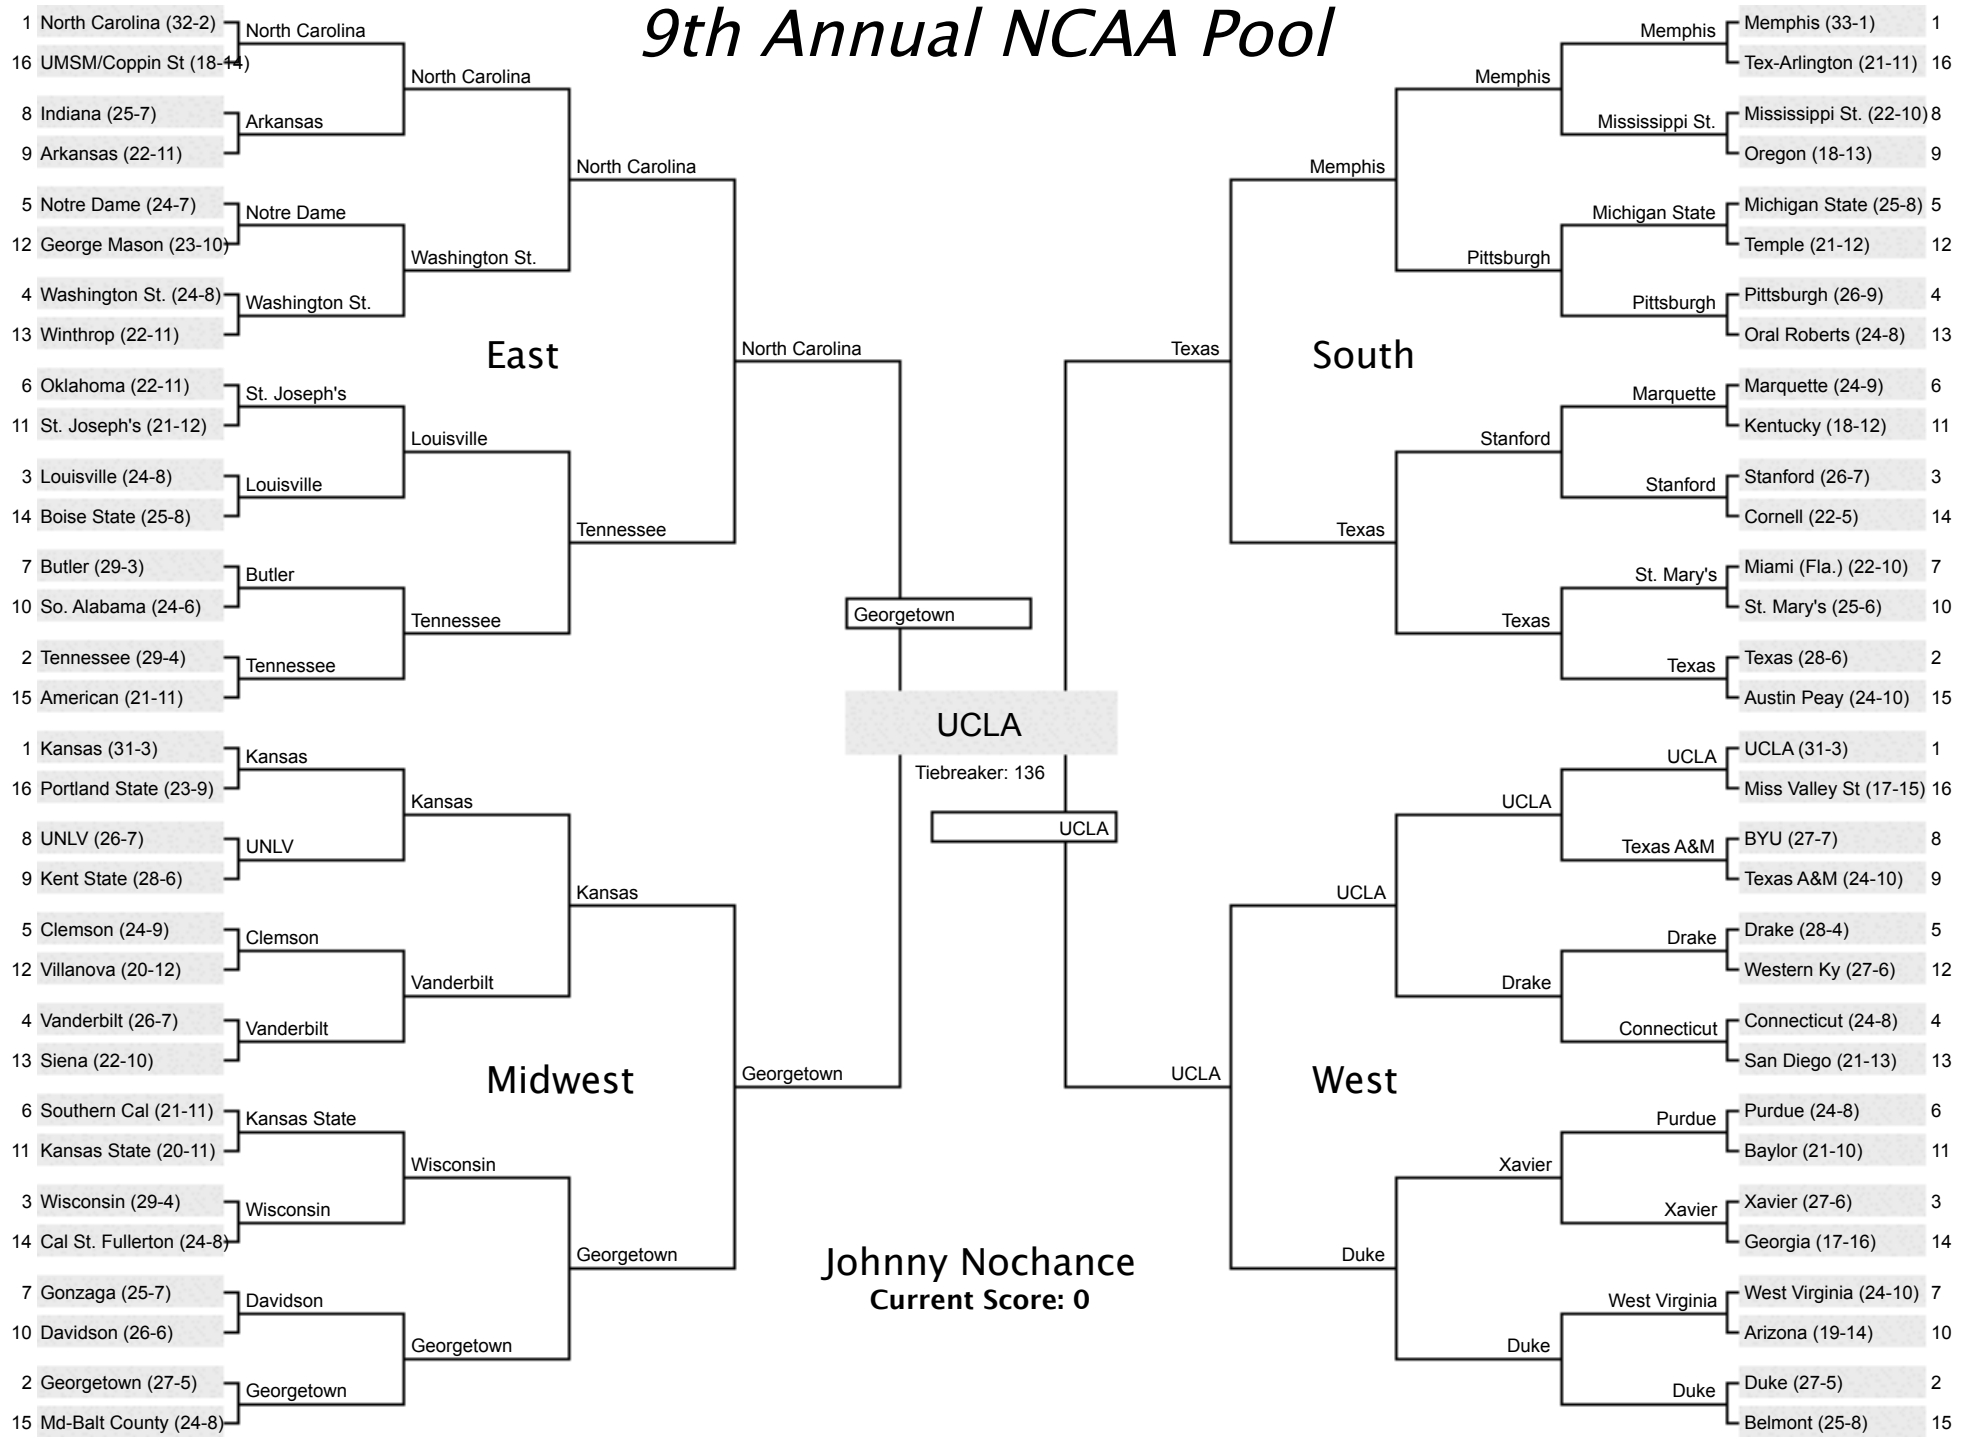 9th Annual NCAA Pool
1 North Carolina (32-2)
16 UMSM/Coppin St (18-14)
8 Indiana (25-7)
9 Arkansas (22-11)
5 Notre Dame (24-7)
12 George Mason (23-10)
4 Washington St. (24-8)
13 Winthrop (22-11)
6 Oklahoma (22-11)
11 St. Joseph's (21-12)
3 Louisville (24-8)
14 Boise State (25-8)
7 Butler (29-3)
10 So. Alabama (24-6)
2 Tennessee (29-4)
15 American (21-11)
North Carolina
Arkansas
Notre Dame
Washington St.
St. Joseph's
Louisville
Butler
Tennessee
North Carolina
Washington St.
Louisville
Tennessee
North Carolina
Tennessee
East
North Carolina
1 Kansas (31-3)
16 Portland State (23-9)
8 UNLV (26-7)
9 Kent State (28-6)
5 Clemson (24-9)
12 Villanova (20-12)
4 Vanderbilt (26-7)
13 Siena (22-10)
6 Southern Cal (21-11)
11 Kansas State (20-11)
3 Wisconsin (29-4)
14 Cal St. Fullerton (24-8)
7 Gonzaga (25-7)
10 Davidson (26-6)
2 Georgetown (27-5)
15 Md-Balt County (24-8)
Kansas
UNLV
Clemson
Vanderbilt
Kansas State
Wisconsin
Davidson
Georgetown
Kansas
Vanderbilt
Wisconsin
Georgetown
Kansas
Georgetown
Midwest
Georgetown
Georgetown
UCLA
Tiebreaker: 136
UCLA
Johnny Nochance
Current Score: 0
Texas
South
Memphis
Texas
Memphis
Pittsburgh
Stanford
Texas
Memphis
Mississippi St.
Michigan State
Pittsburgh
Marquette
Stanford
St. Mary's
Texas
Memphis (33-1) 1
Tex-Arlington (21-11) 16
Mississippi St. (22-10) 8
Oregon (18-13) 9
Michigan State (25-8) 5
Temple (21-12) 12
Pittsburgh (26-9) 4
Oral Roberts (24-8) 13
Marquette (24-9) 6
Kentucky (18-12) 11
Stanford (26-7) 3
Cornell (22-5) 14
Miami (Fla.) (22-10) 7
St. Mary's (25-6) 10
Texas (28-6) 2
Austin Peay (24-10) 15
UCLA
West
UCLA
Duke
UCLA
Drake
Xavier
Duke
UCLA
Texas A&M
Drake
Connecticut
Purdue
Xavier
West Virginia
Duke
UCLA (31-3) 1
Miss Valley St (17-15) 16
BYU (27-7) 8
Texas A&M (24-10) 9
Drake (28-4) 5
Western Ky (27-6) 12
Connecticut (24-8) 4
San Diego (21-13) 13
Purdue (24-8) 6
Baylor (21-10) 11
Xavier (27-6) 3
Georgia (17-16) 14
West Virginia (24-10) 7
Arizona (19-14) 10
Duke (27-5) 2
Belmont (25-8) 15